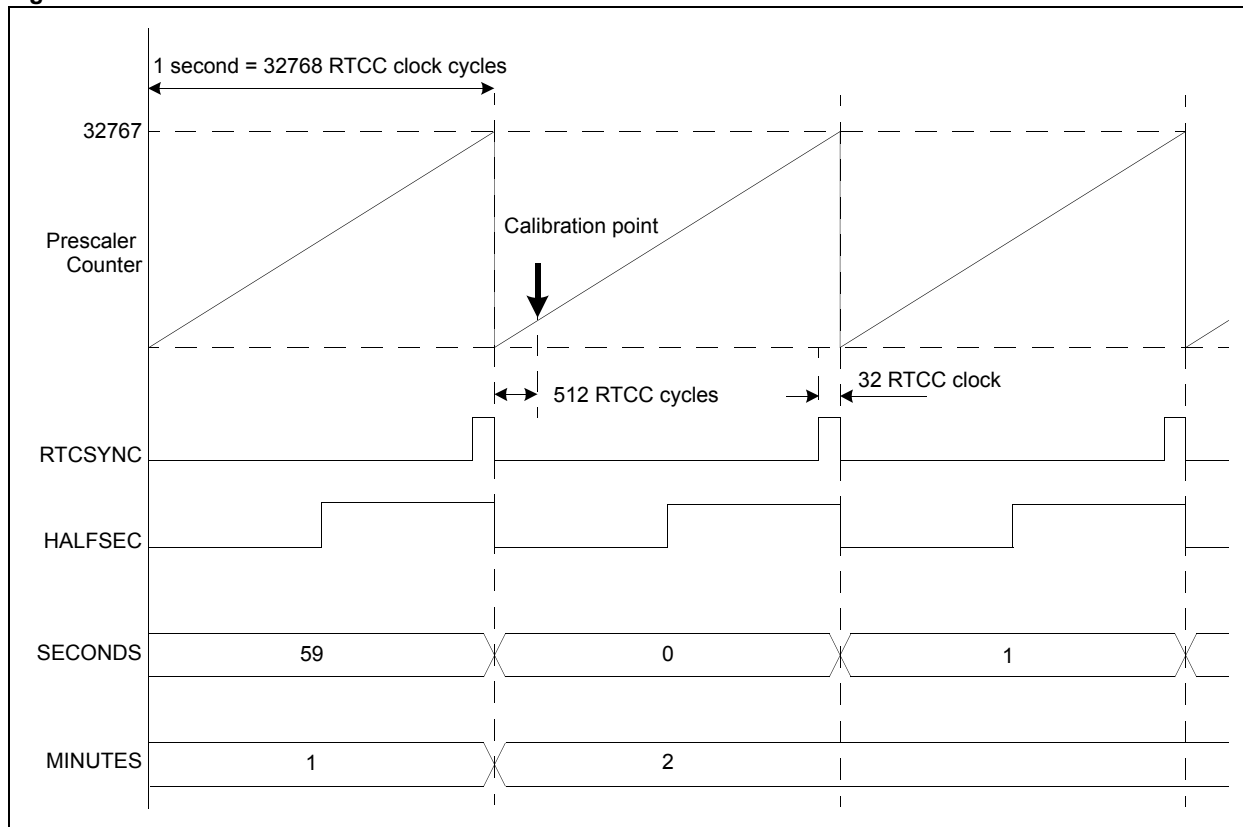 1 second = 32768 RTCC clock cycles
32767
Calibration point
Prescaler
Counter
512 RTCC cycles
32 RTCC clock
RTCSYNC
HALFSEC
SECONDS
59
0
1
MINUTES
1
2